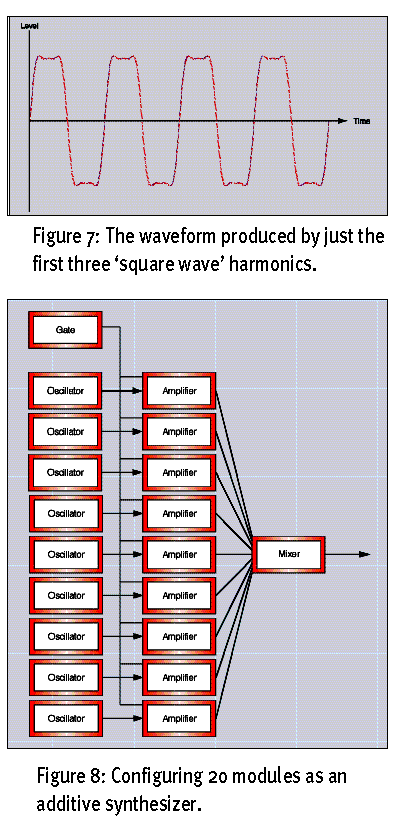 Level
Time
Figure 7: The waveform produced by just the
first three ‘square wave’ harmonics.
Gate
Oscillator Amplifier
Oscillator Amplifier
Oscillator Amplifier
Oscillator Amplifier
Oscillator Amplifier Mixer
Oscillator Amplifier
Oscillator Amplifier
Oscillator Amplifier
Oscillator Amplifier
Figure 8: Configuring 20 modules as an
additive synthesizer.